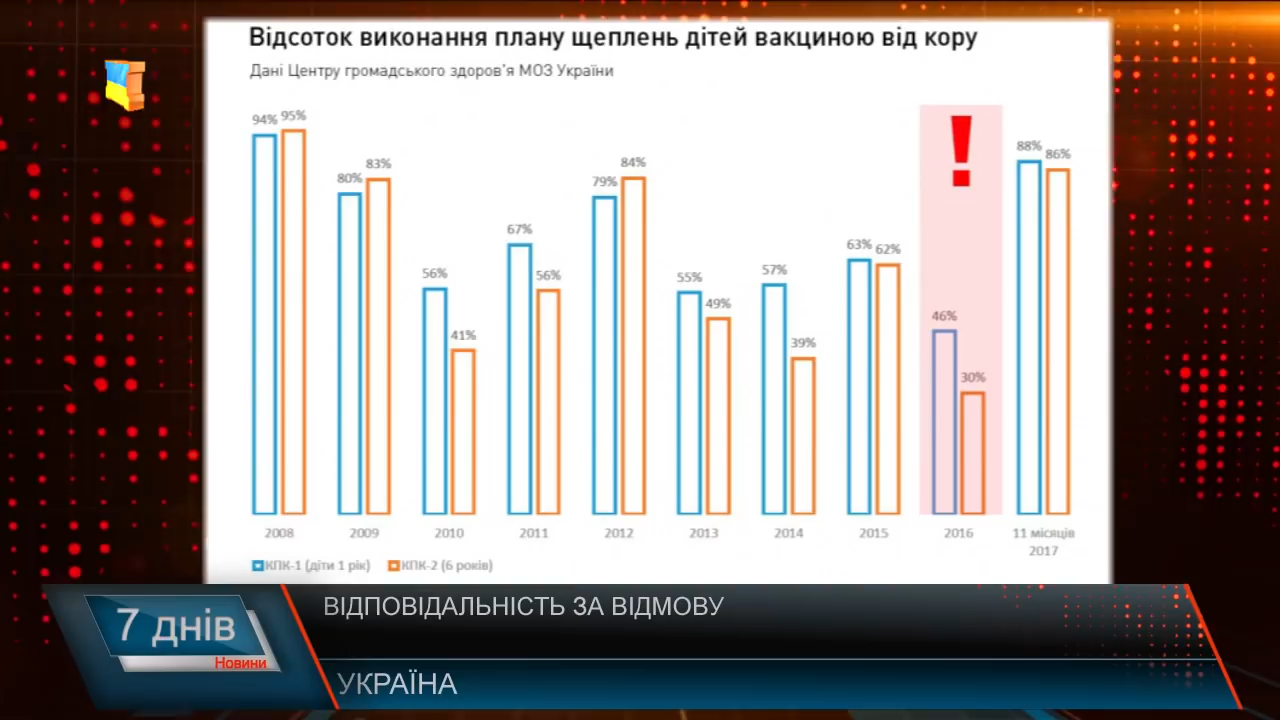 Відсоток виконання плану щеплень дітей вакциною від кору
Дані Центру громадського здоров'я МОЗ України
94% 95% 80% 83% 56% 41% 67% 56% 79% 84% 55% 49% 57% 39% 63% 62% 46% 30% 88% 86%
!
2008 2009 2010 2011 2012 2013 2014 2015 2016 11 місяців
2017
КПК-1 (діти 1 рік) КПК-2 (6 років)
7 днів
Новини
ВІДПОВІДАЛЬНІСТЬ ЗА ВІДМОВУ
УКРАЇНА